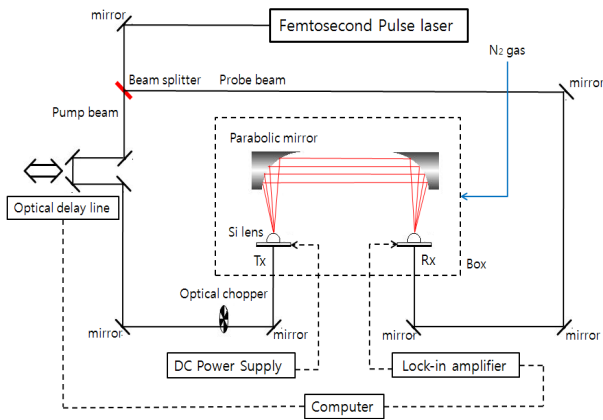 mirror
Femtosecond Pulse laser
N2 gas
Beam splitter
Probe beam
mirror
Pump beam
Parabolic mirror
Optical delay line
Si lens
Tx
Rx
Box
Optical chopper
mirror
mirror
mirror
mirror
DC Power Supply
Lock-in amplifier
Computer